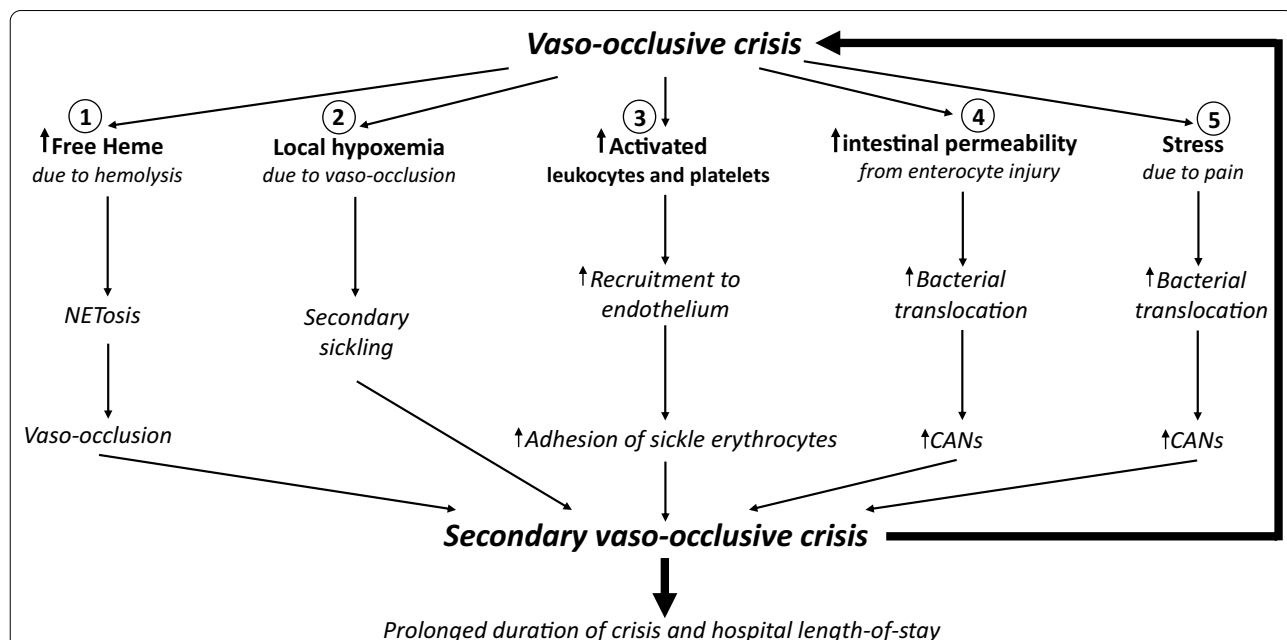 Vaso-occlusive crisis
1
2
3
4
5
↑Free Heme
due to hemolysis
Local hypoxemia
due to vaso-occlusion
↑Activated
leukocytes and platelets
↑intestinal permeability
from enterocyte injury
Stress
due to pain
NETosis
Secondary
sickling
↑Recruitment to
endothelium
↑Bacterial
translocation
↑Bacterial
translocation
Vaso-occlusion
↑Adhesion of sickle erythrocytes
↑CANs
↑CANs
Secondary vaso-occlusive crisis
Prolonged duration of crisis and hospital length-of-stay